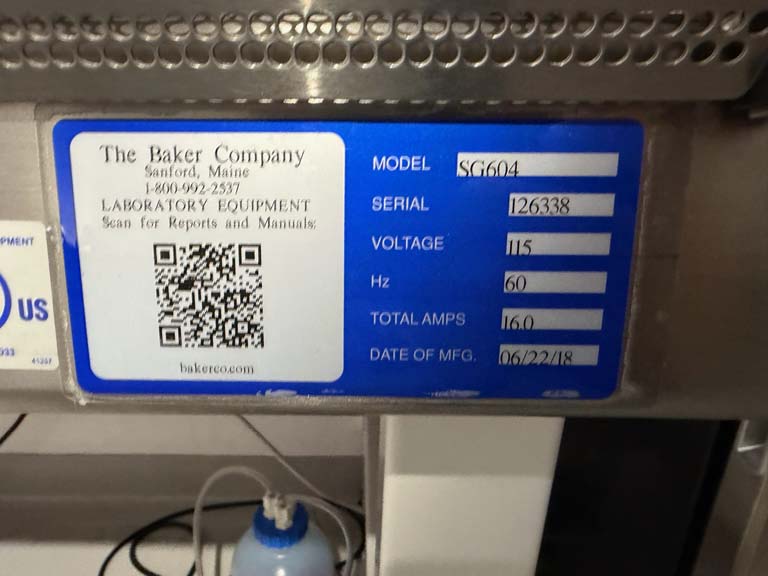 The Baker Company
Sanford, Maine
1-800-992-2537
LABORATORY EQUIPMENT
Scan for Reports and Manuals:
bakerco.com
MODEL SG604
SERIAL 126338
VOLTAGE 115
Hz 60
TOTAL AMPS 16.0
DATE OF MFG. 06/22/18
US